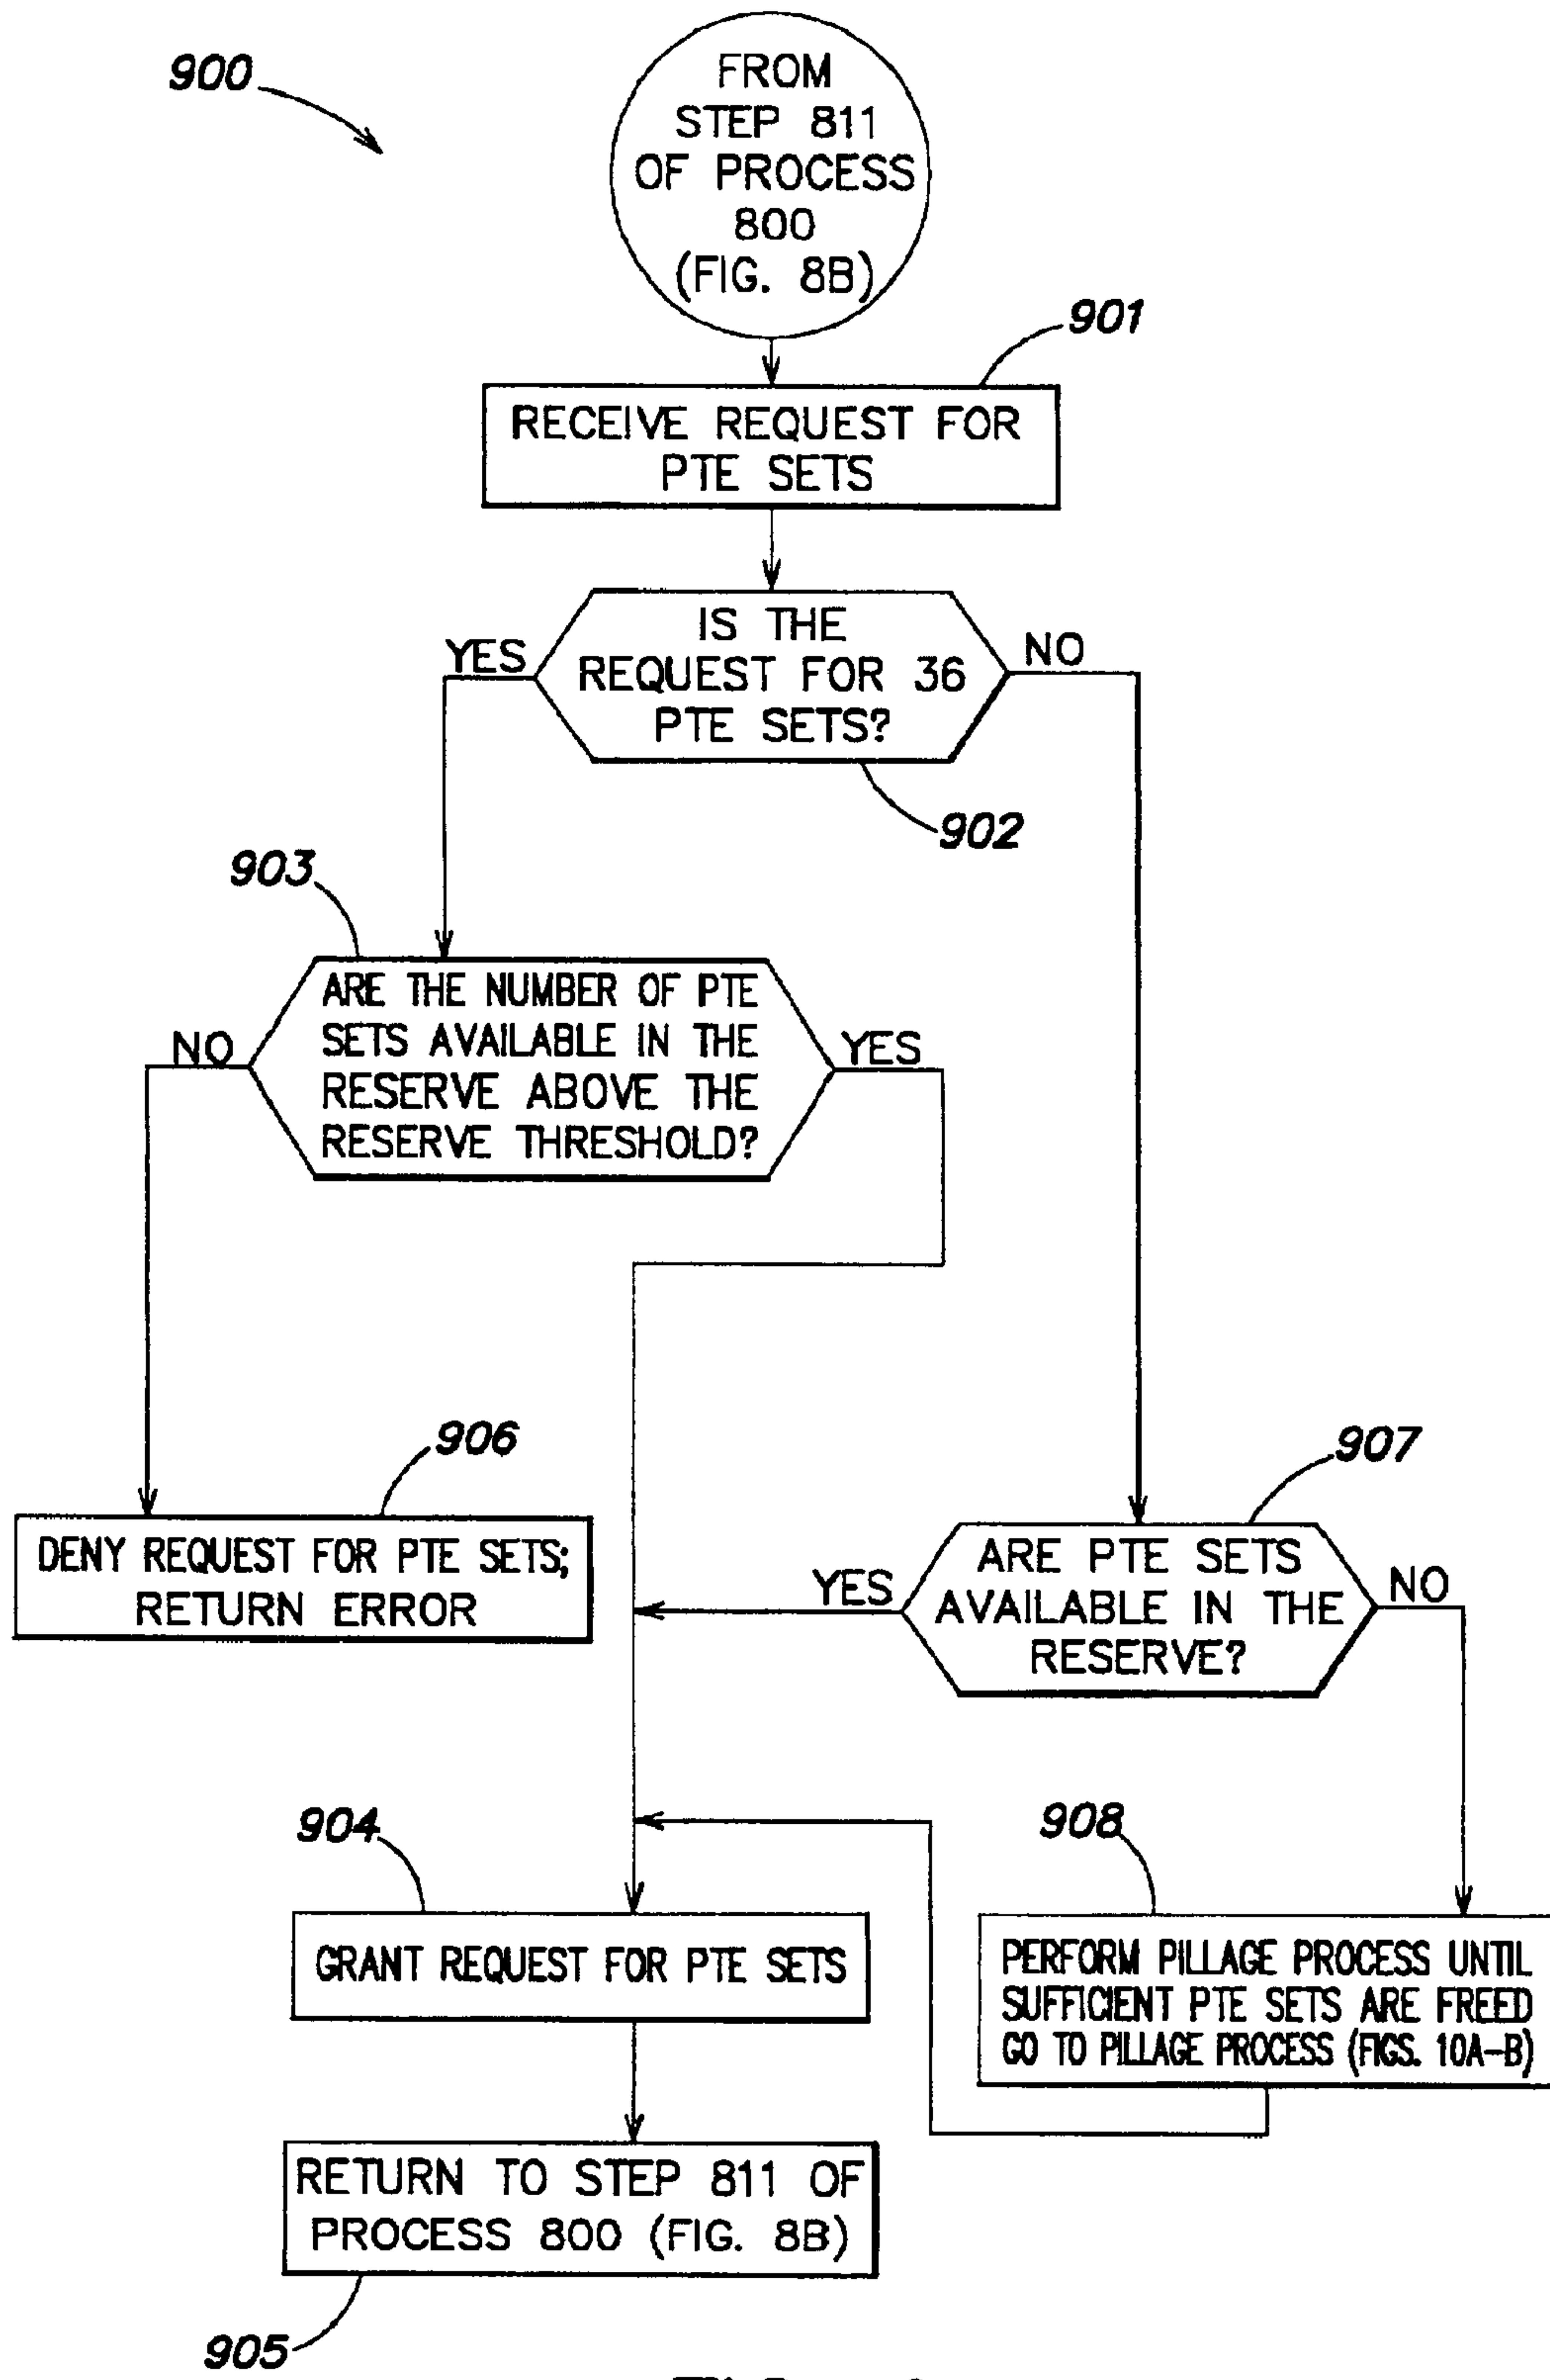 900
FROM
STEP 811
OF PROCESS
800
(FIG. 8B)
901
RECEIVE REQUEST FOR
PTE SETS
IS THE
REQUEST FOR 36
PTE SETS?
YES
NO
902
903
ARE THE NUMBER OF PTE
SETS AVAILABLE IN THE
RESERVE ABOVE THE
RESERVE THRESHOLD?
NO
YES
906
DENY REQUEST FOR PTE SETS;
RETURN ERROR
907
ARE PTE SETS
AVAILABLE IN THE
RESERVE?
YES
NO
904
GRANT REQUEST FOR PTE SETS
908
PERFORM PILLAGE PROCESS UNTIL
SUFFICIENT PTE SETS ARE FREED
GO TO PILLAGE PROCESS (FIGS. 10A-B)
RETURN TO STEP 811 OF
PROCESS 800 (FIG. 8B)
905